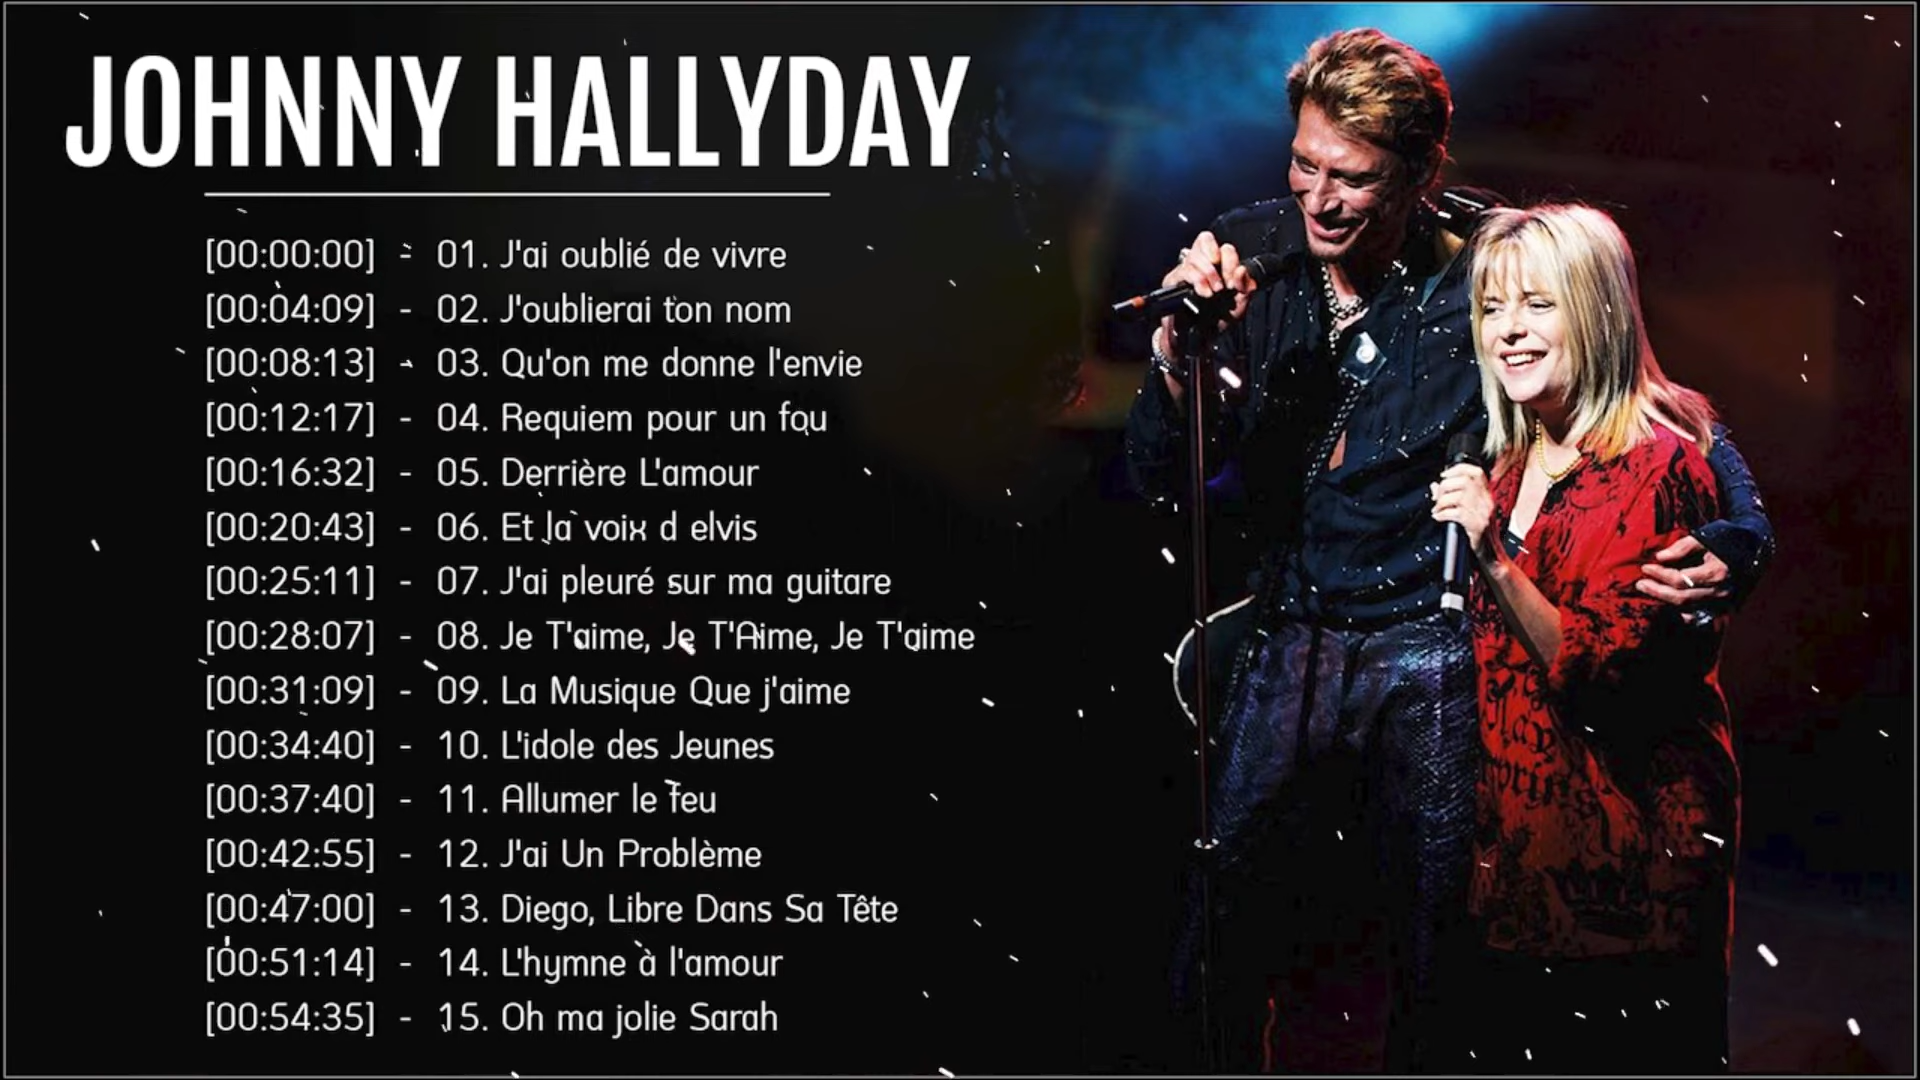 JOHNNY HALLYDAY
[00:00:00] - 01. J'ai oublié de vivre
[00:04:09] - 02. J'oublierai ton nom
[00:08:13] - 03. Qu'on me donne l'envie
[00:12:17] - 04. Requiem pour un fou
[00:16:32] - 05. Derrière L'amour
[00:20:43] - 06. Et la voix d elvis
[00:25:11] - 07. J'ai pleuré sur ma guitare
[00:28:07] - 08. Je T'aime, Je T'Aime, Je T'aime
[00:31:09] - 09. La Musique Que j'aime
[00:34:40] - 10. L'idole des Jeunes
[00:37:40] - 11. Allumer le feu
[00:42:55] - 12. J'ai Un Problème
[00:47:00] - 13. Diego, Libre Dans Sa Tête
[00:51:14] - 14. L'hymne à l'amour
[00:54:35] - 15. Oh ma jolie Sarah